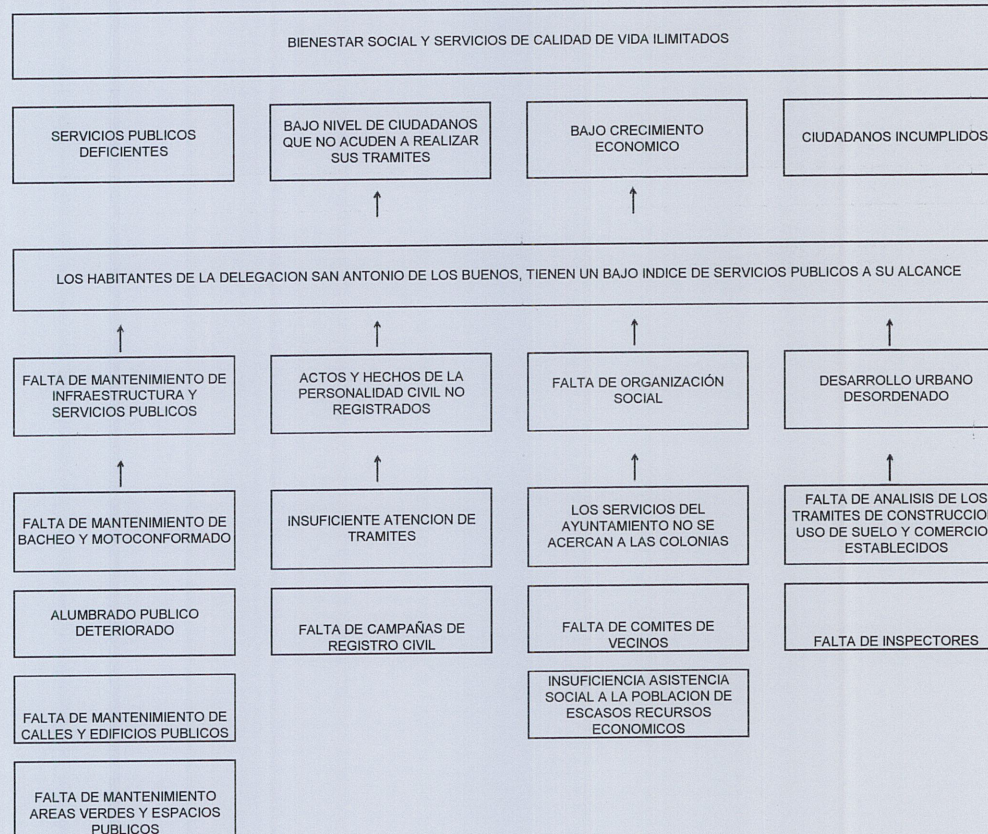 BIENESTAR SOCIAL Y SERVICIOS DE CALIDAD DE VIDA ILIMITADOS
SERVICIOS PUBLICOS
DEFICIENTES
BAJO NIVEL DE CIUDADANOS
QUE NO ACUDEN A REALIZAR
SUS TRAMITES
BAJO CRECIMIENTO
ECONOMICO
CIUDADANOS INCUMPLIDOS
LOS HABITANTES DE LA DELEGACION SAN ANTONIO DE LOS BUENOS, TIENEN UN BAJO INDICE DE SERVICIOS PUBLICOS A SU ALCANCE
FALTA DE MANTENIMIENTO DE
INFRAESTRUCTURA Y
SERVICIOS PUBLICOS
ACTOS Y HECHOS DE LA
PERSONALIDAD CIVIL NO
REGISTRADOS
FALTA DE ORGANIZACIÓN
SOCIAL
DESARROLLO URBANO
DESORDENADO
FALTA DE MANTENIMIENTO DE
BACHEO Y MOTOCONFORMADO
INSUFICIENTE ATENCION DE
TRAMITES
LOS SERVICIOS DEL
AYUNTAMIENTO NO SE
ACERCAN A LAS COLONIAS
FALTA DE ANALISIS DE LOS
TRAMITES DE
USO DE SUELO Y COMERCIO
ESTABLECIDOS
ALUMBRADO PUBLICO
DETERIORADO
FALTA DE CAMPAÑAS DE
REGISTRO CIVIL
FALTA DE COMITES DE
VECINOS
FALTA DE INSPECTORES
FALTA DE MANTENIMIENTO DE
CALLES Y EDIFICIOS PUBLICOS
INSUFICIENCIA ASISTENCIA
SOCIAL A LA POBLACION DE
ESCASOS RECURSOS
ECONOMICOS
FALTA DE MANTENIMIENTO
AREAS VERDES Y ESPACIOS
PUBLICOS